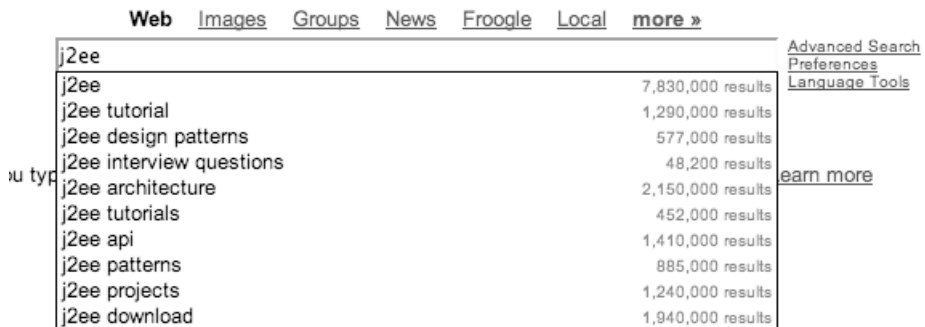 Web Images Groups News Froogle Local more »
j2ee
Advanced Search
Preferences
Language Tools
j2ee 7,830,000 results
j2ee tutorial 1,290,000 results
j2ee design patterns 577,000 results
j2ee interview questions 48,200 results
j2ee architecture 2,150,000 results
j2ee tutorials 452,000 results
j2ee api 1,410,000 results
j2ee patterns 885,000 results
j2ee projects 1,240,000 results
j2ee download 1,940,000 results
more